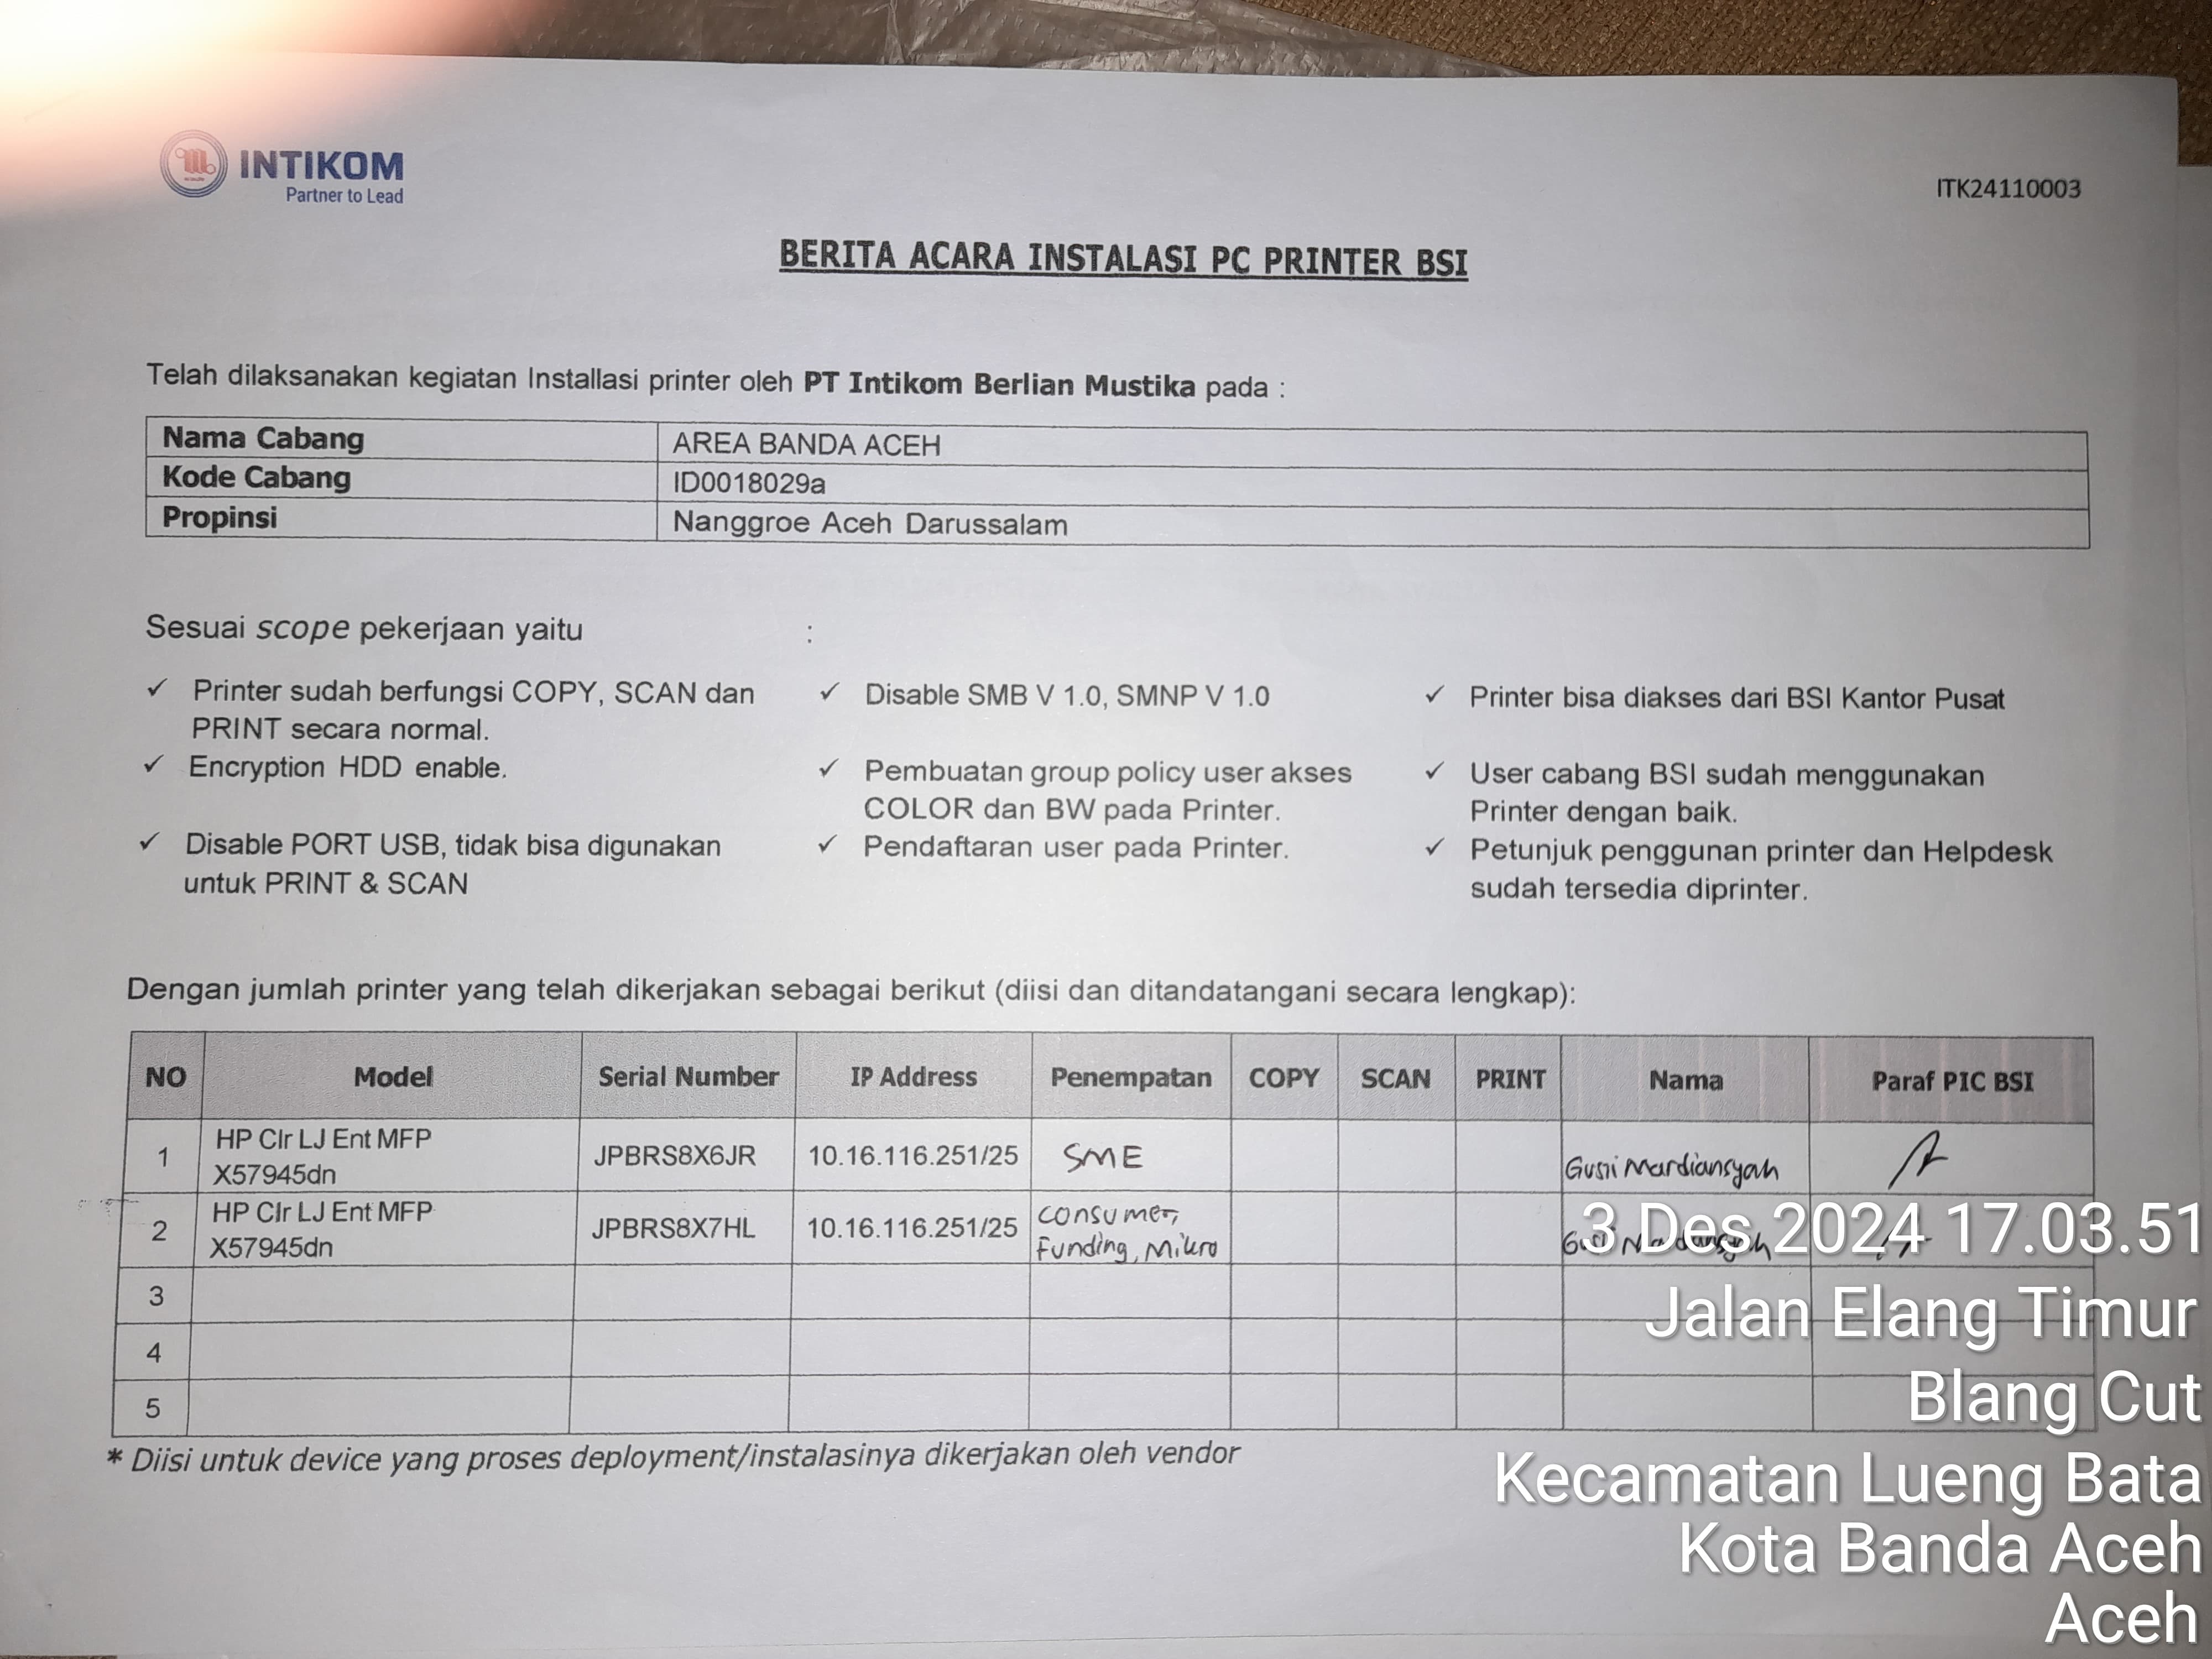 INTIKOM
Partner to Lead
ITK24110003
BERITA ACARA INSTALASI PC PRINTER BSI
Telah dilaksanakan kegiatan Installasi printer oleh PT Intikom Berlian Mustika pada :
Nama Cabang AREA BANDA ACEH
Kode Cabang ID0018029a
Propinsi Nanggroe Aceh Darussalam
Sesuai scope pekerjaan yaitu :
✓ Printer sudah berfungsi COPY, SCAN dan
PRINT secara normal.
✓ Encryption HDD enable.
✓ Disable PORT USB, tidak bisa digunakan
untuk PRINT & SCAN
✓ Disable SMB V 1.0, SMNP V 1.0
✓ Pembuatan group policy user akses
COLOR dan BW pada Printer.
✓ Pendaftaran user pada Printer.
✓ Printer bisa diakses dari BSI Kantor Pusat
✓ User cabang BSI sudah menggunakan
Printer dengan baik.
✓ Petunjuk penggunan printer dan Helpdesk
sudah tersedia diprinter.
Dengan jumlah printer yang telah dikerjakan sebagai berikut (diisi dan ditandatangani secara lengkap):
NO Model Serial Number IP Address Penempatan COPY SCAN PRINT Nama Paraf PIC BSI
1 HP Clr LJ Ent MFP
X57945dn JPBRS8X6JR 10.16.116.251/25 SME Gusri Mardiansyah
2 HP Clr LJ Ent MFP
X57945dn JPBRS8X7HL 10.16.116.251/25 Consumer,
Funding, Mikro
3
4
5
* Diisi untuk device yang proses deployment/instalasinya dikerjakan oleh vendor
3 Des 2024 17.03.51
Jalan Elang Timur
Blang Cut
Kecamatan Lueng Bata
Kota Banda Aceh
Aceh